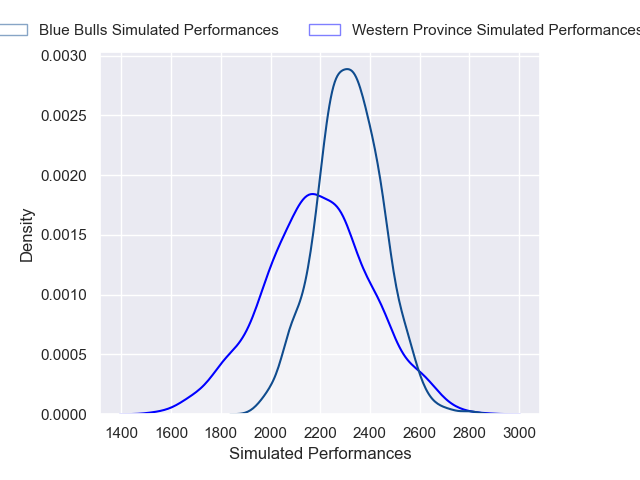 Blue Bulls Simulated Performances Western Province Simulated Performances
0.0030
0.0025
0.0020
0.0015
0.0010
0.0005
0.0000
Density
1400 1600 1800 2000 2200 2400 2600 2800 3000
Simulated Performances